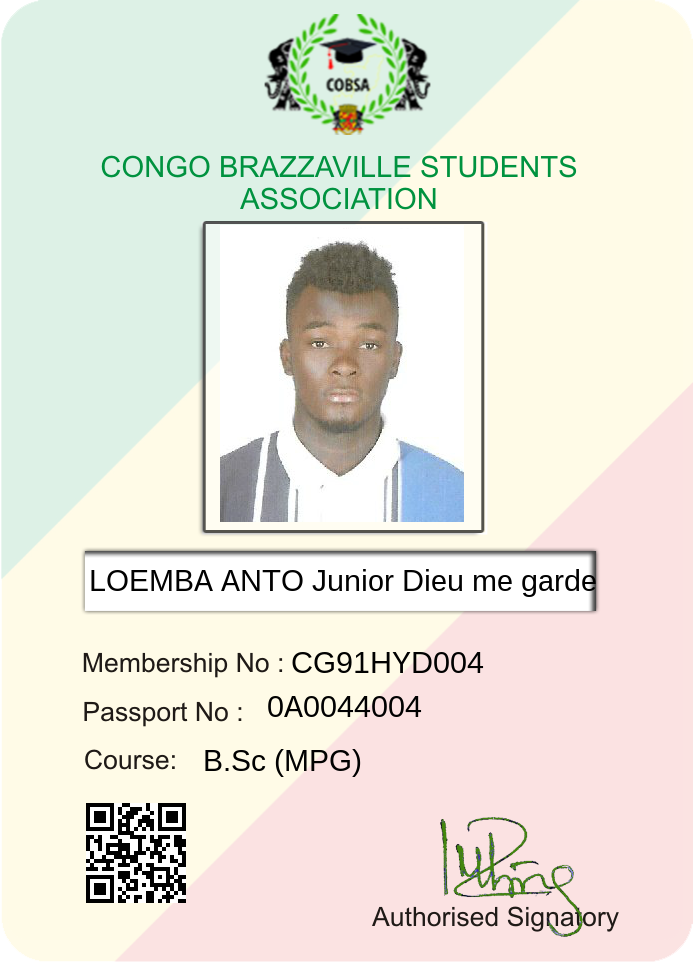 COBSA
CONGO BRAZZAVILLE STUDENTS
ASSOCIATION
LOEMBA ANTO Junior Dieu me garde
Membership No : CG91HYD004
Passport No : 0A0044004
Course: B.Sc (MPG)
Authorised Signatory